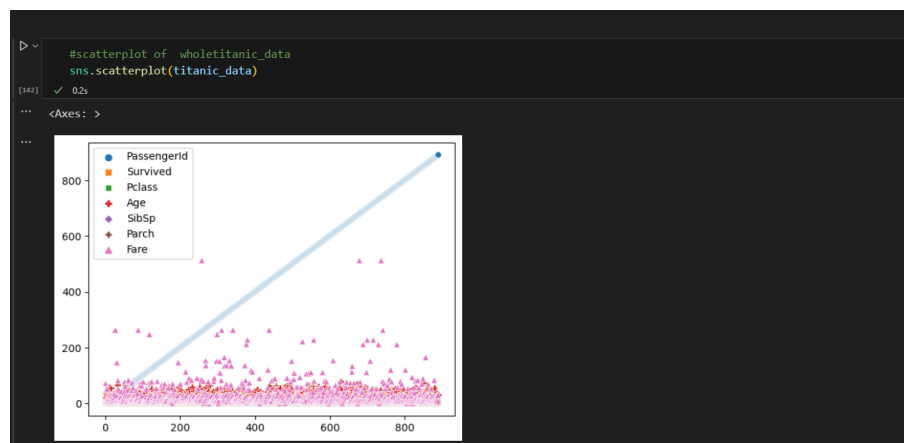 #scatterplot of  wholetitanic_data
sns.scatterplot(titanic_data)
[142]
0.2s
...
<Axes: >
...
PassengerId
Survived
Pclass
Age
SibSp
Parch
Fare
800
600
400
200
0
0 200 400 600 800